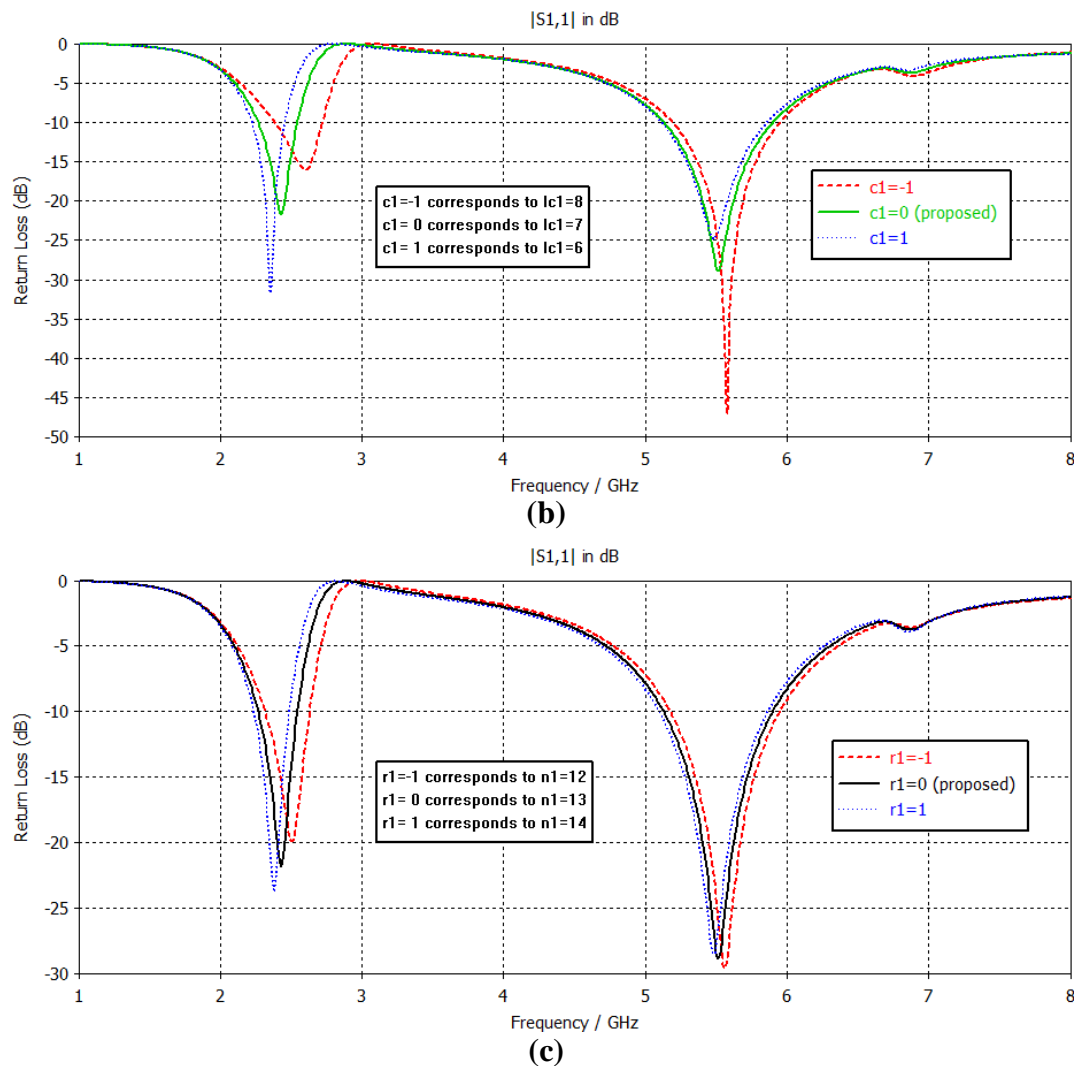 |S1,1| in dB
0
-5
-10
-15
-20
-25
-30
-35
-40
-45
-50
Return Loss (dB)
c1=-1 corresponds to lc1=8
c1= 0 corresponds to lc1=7
c1= 1 corresponds to lc1=6
c1=-1
c1=0 (proposed)
c1=1
1 2 3 4 5 6 7 8
Frequency / GHz
(b)
|S1,1| in dB
0
-5
-10
-15
-20
-25
-30
Return Loss (dB)
r1=-1 corresponds to n1=12
r1= 0 corresponds to n1=13
r1= 1 corresponds to n1=14
r1=-1
r1=0 (proposed)
r1=1
1 2 3 4 5 6 7 8
Frequency / GHz
(c)